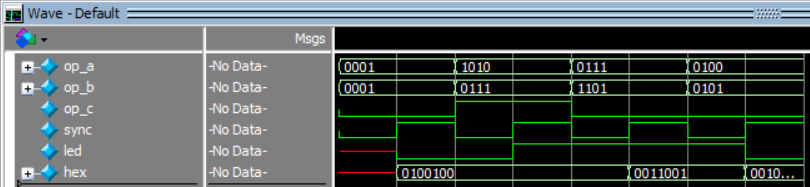 Wave - Default
Msgs
op_a -No Data- 0001 1010 0111 0100
op_b -No Data- 0001 0111 1101 0101
op_c -No Data-
sync -No Data-
led -No Data-
hex -No Data- 0100100 0011001 0010...